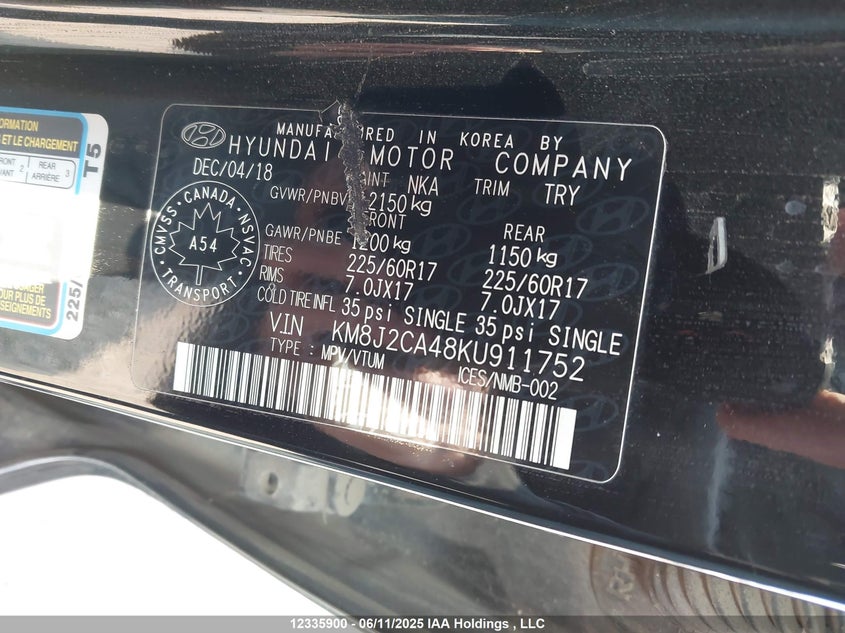 MANUFACTURED IN KOREA BY
HYUNDAI MOTOR COMPANY
DEC/04/18 PAINT NKA TRIM TRY
GVWR/PNBV 2150 kg
FRONT REAR
GAWR/PNBE 1200 kg 1150 kg
TIRES 225/60R17 225/60R17
RIMS 7.0JX17 7.0JX17
COLD TIRE INFL 35 psi SINGLE 35 psi SINGLE
VIN KM8J2CA48KU911752
TYPE : MPV/VTUM ICES/NMB-002
CMVSS · CANADA · NSVAC
A54
TRANSPORT
ET LE CHARGEMENT
REAR 3
ARRIÈRE
T5
225/
12335900 - 06/11/2025 IAA Holdings , LLC